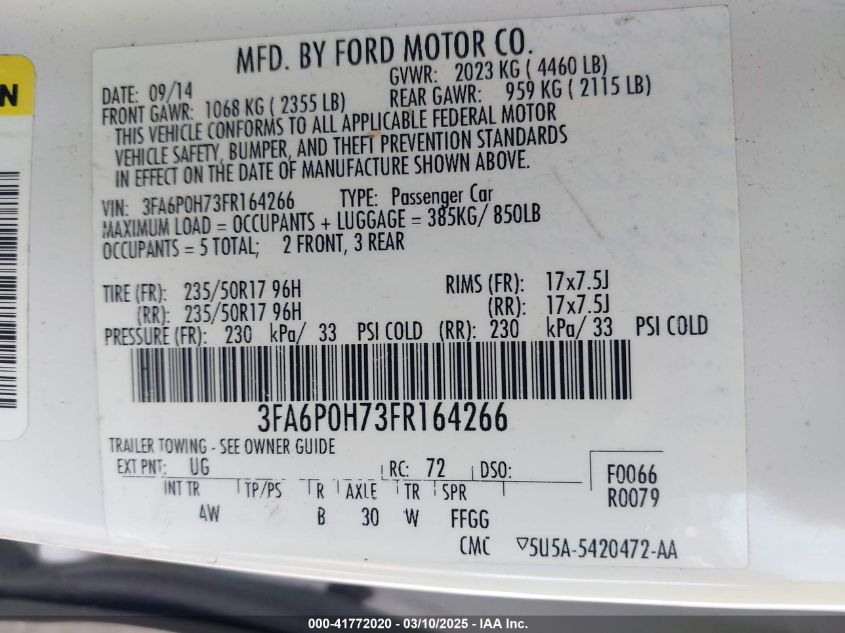 N
MFD. BY FORD MOTOR CO.
DATE: 09/14 GVWR: 2023 KG ( 4460 LB)
FRONT GAWR: 1068 KG ( 2355 LB) REAR GAWR: 959 KG ( 2115 LB)
THIS VEHICLE CONFORMS TO ALL APPLICABLE FEDERAL MOTOR
VEHICLE SAFETY, BUMPER, AND THEFT PREVENTION STANDARDS
IN EFFECT ON THE DATE OF MANUFACTURE SHOWN ABOVE.
VIN: 3FA6P0H73FR164266 TYPE: Passenger Car
MAXIMUM LOAD = OCCUPANTS + LUGGAGE = 385KG/ 850LB
OCCUPANTS = 5 TOTAL; 2 FRONT, 3 REAR
TIRE (FR): 235/50R17 96H RIMS (FR): 17x7.5J
(RR): 235/50R17 96H (RR): 17x7.5J
PRESSURE (FR): 230 kPa/ 33 PSI COLD (RR): 230 kPa/ 33 PSI COLD
3FA6P0H73FR164266
TRAILER TOWING - SEE OWNER GUIDE
EXT PNT: UG RC: 72 DSO: F0066
INT TR TP/PS R AXLE TR SPR R0079
4W B 30 W FFGG
CMC ▽5U5A-5420472-AA
000-41772020 - 03/10/2025 - IAA Inc.